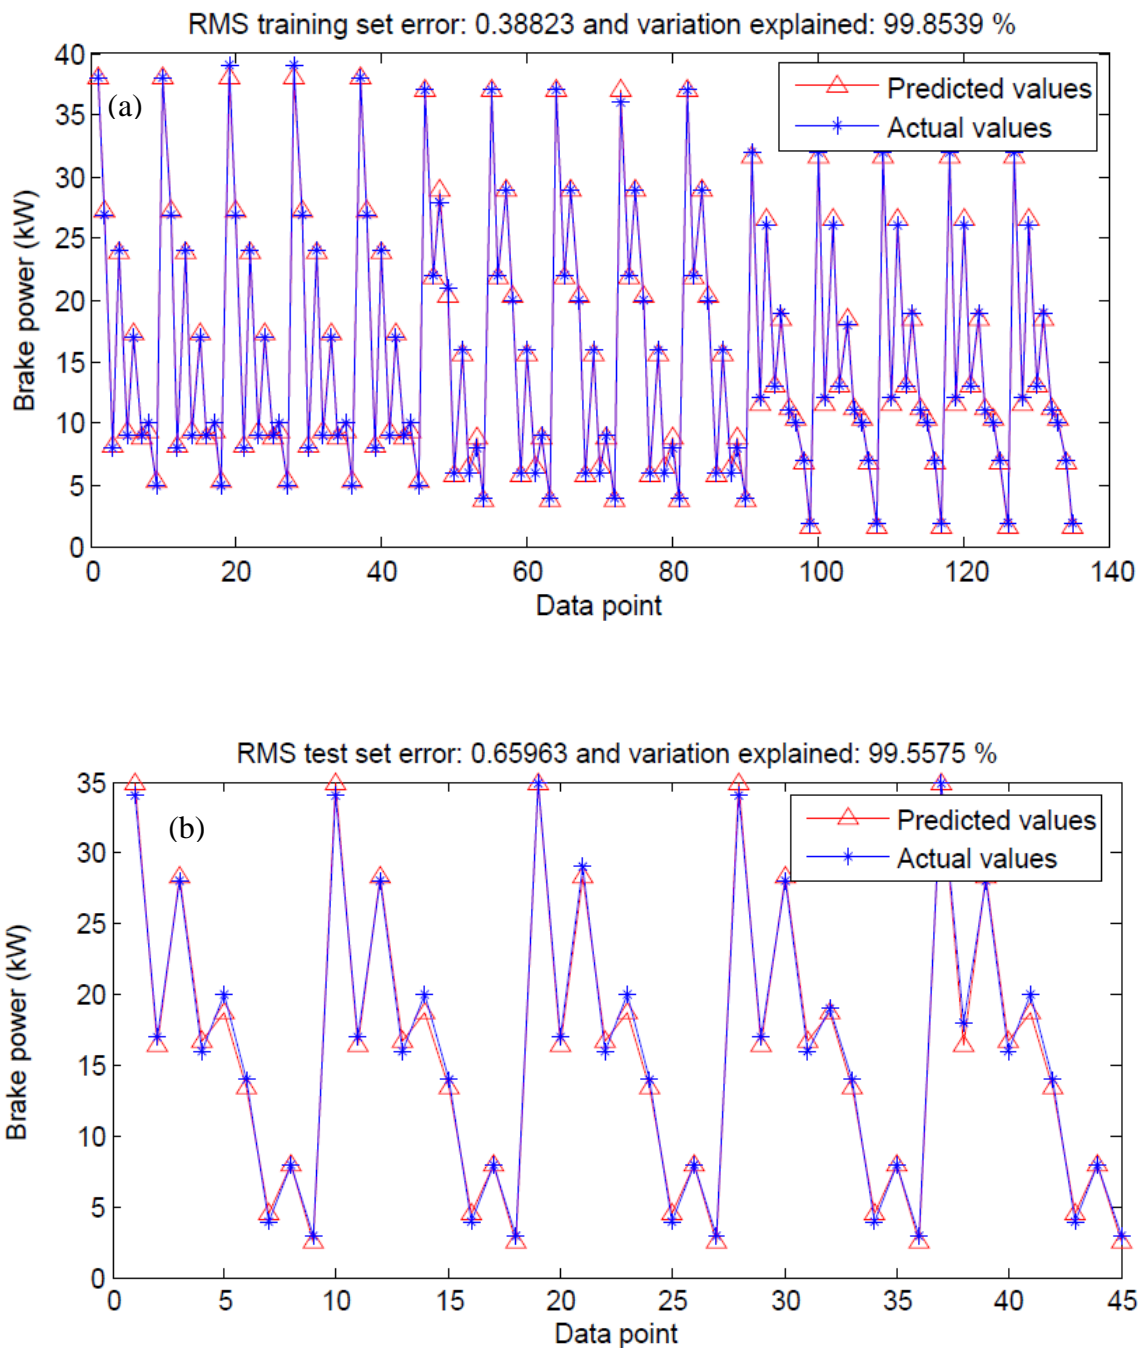 RMS training set error: 0.38823 and variation explained: 99.8539 %
(a)
Predicted values
Actual values
Brake power (kW)
40
35
30
25
20
15
10
5
0
0 20 40 60 80 100 120 140
Data point
RMS test set error: 0.65963 and variation explained: 99.5575 %
(b)
Predicted values
Actual values
Brake power (kW)
35
30
25
20
15
10
5
0
0 5 10 15 20 25 30 35 40 45
Data point